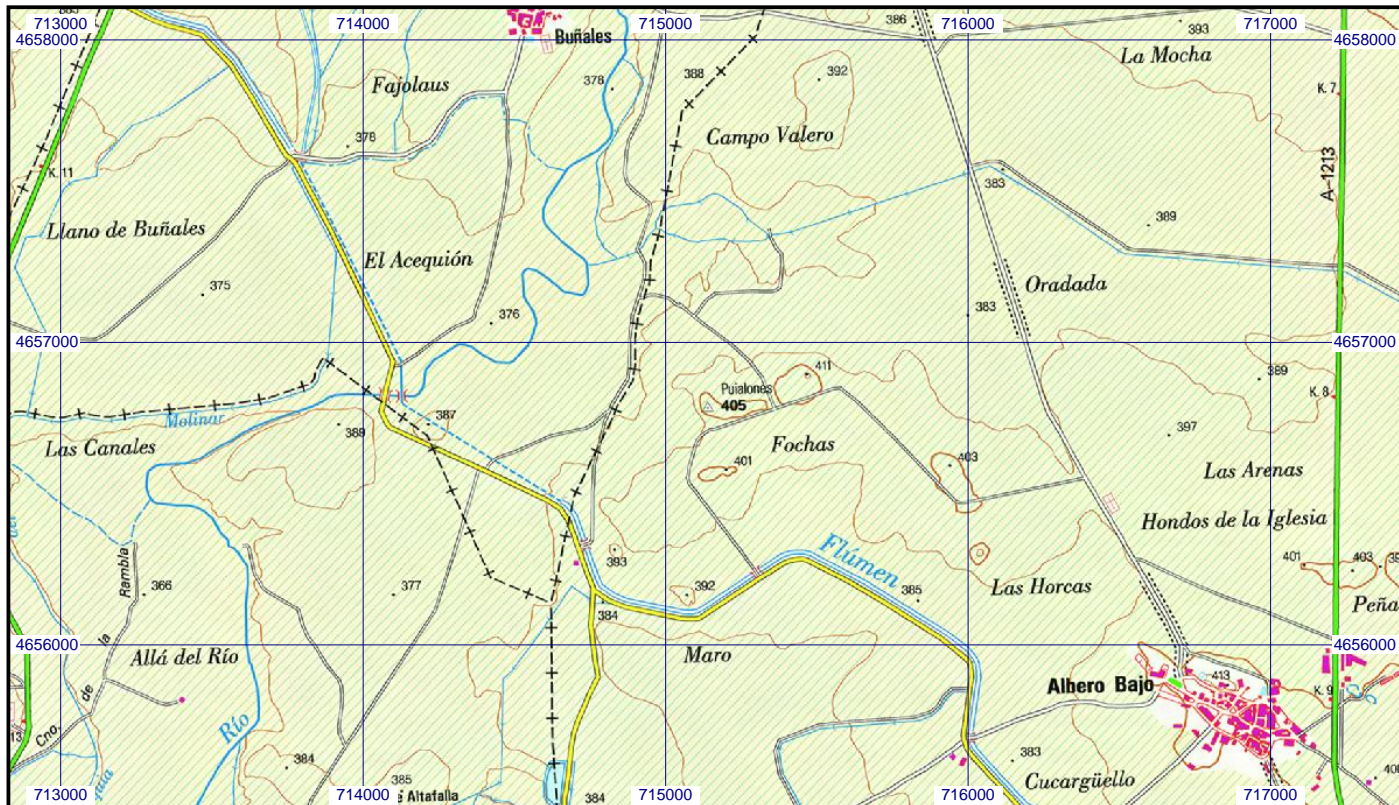 713000
714000
715000
716000
717000
4658000
4658000
386
393
Buñales
La Mocha
388
392
378
Fajolaus
K. 7
Campo Valero
378
K. 11
383
A-1213
389
Llano de Buñales
El Acequión
375
Oradada
376
383
4657000
4657000
411
389
Puialones
405
K. 8
Molinar
387
389
397
Las Canales
Fochas
401
403
Las Arenas
Hondos de la Iglesia
Flúmen
393
401
403
Rambla
366
377
392
385
Las Horcas
384
Peña
4656000
4656000
la
Allá del Río
Maro
413
de
Albero Bajo
K. 9
Río
Cno.
384
383
385
Cucargüello
Altafalla
384
713000
714000
715000
716000
717000